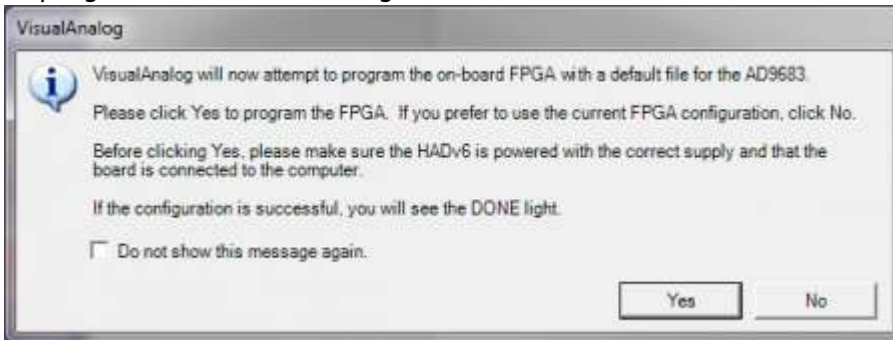 VisualAnalog
VisualAnalog will now attempt to program the on-board FPGA with a default file for the AD9683.
Please click Yes to program the FPGA. If you prefer to use the current FPGA configuration, click No.
Before clicking Yes, please make sure the HADv6 is powered with the correct supply and that the
board is connected to the computer.
If the configuration is successful, you will see the DONE light.
Do not show this message again.
Yes No